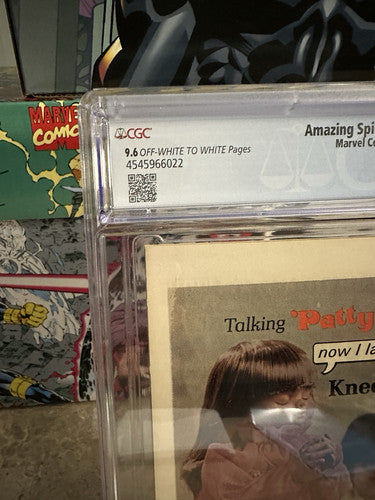 MARVEL
COMICS
CGC
Amazing Spi
Marvel Co
9.6 OFF-WHITE TO WHITE Pages
4545966022
Talking 'Patty
now I la
Knee